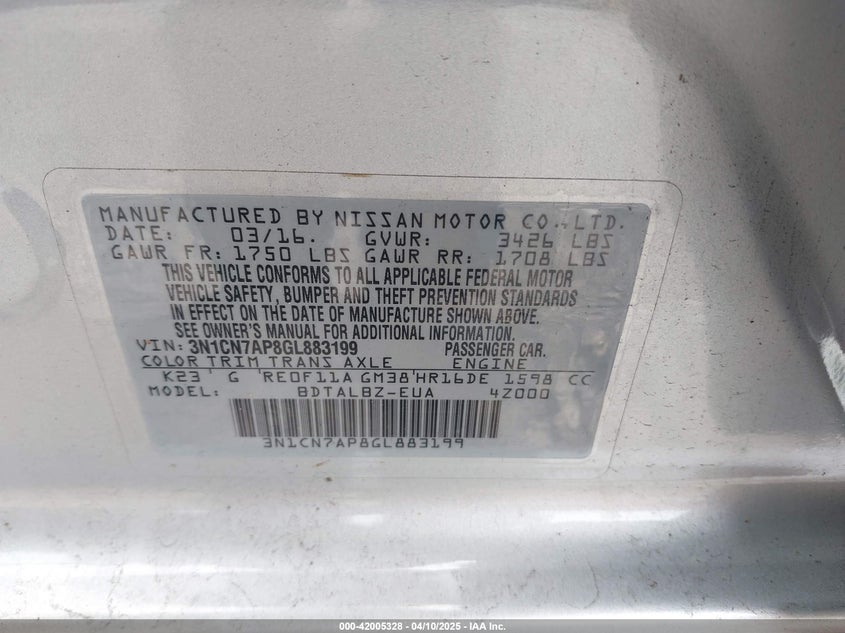 MANUFACTURED BY NISSAN MOTOR CO.,LTD.
DATE: 03/16. GVWR: 3426 LBS
GAWR FR: 1750 LBS GAWR RR: 1708 LBS
THIS VEHICLE CONFORMS TO ALL APPLICABLE FEDERAL MOTOR
VEHICLE SAFETY, BUMPER AND THEFT PREVENTION STANDARDS
IN EFFECT ON THE DATE OF MANUFACTURE SHOWN ABOVE.
SEE OWNER'S MANUAL FOR ADDITIONAL INFORMATION.
VIN: 3N1CN7AP8GL883199 PASSENGER CAR.
COLOR TRIM TRANS AXLE ENGINE
K23 G RE0F11A GM38 HR16DE 1598 CC
MODEL: BDTALBZ-EUA 4Z000
3N1CN7AP8GL883199
000-42005328 - 04/10/2025 - IAA Inc.